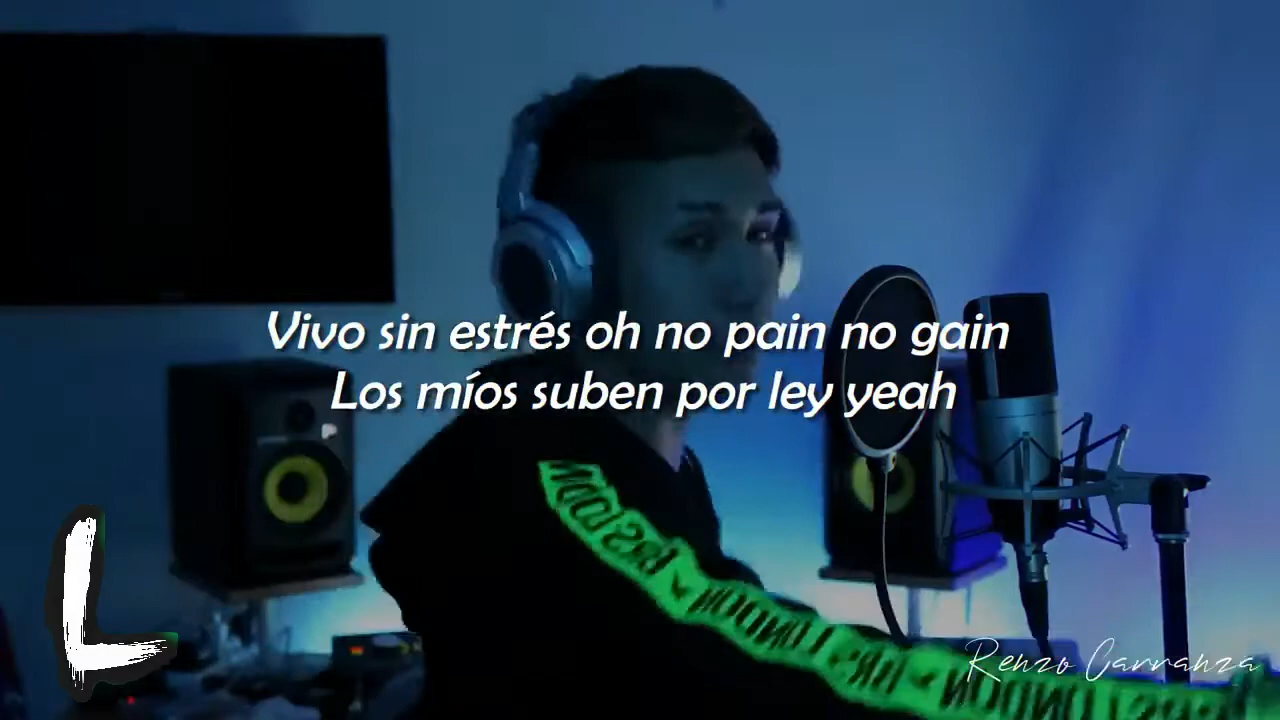 Vivo sin estrés oh no pain no gain
Los míos suben por ley yeah
L
Renzo Carranza